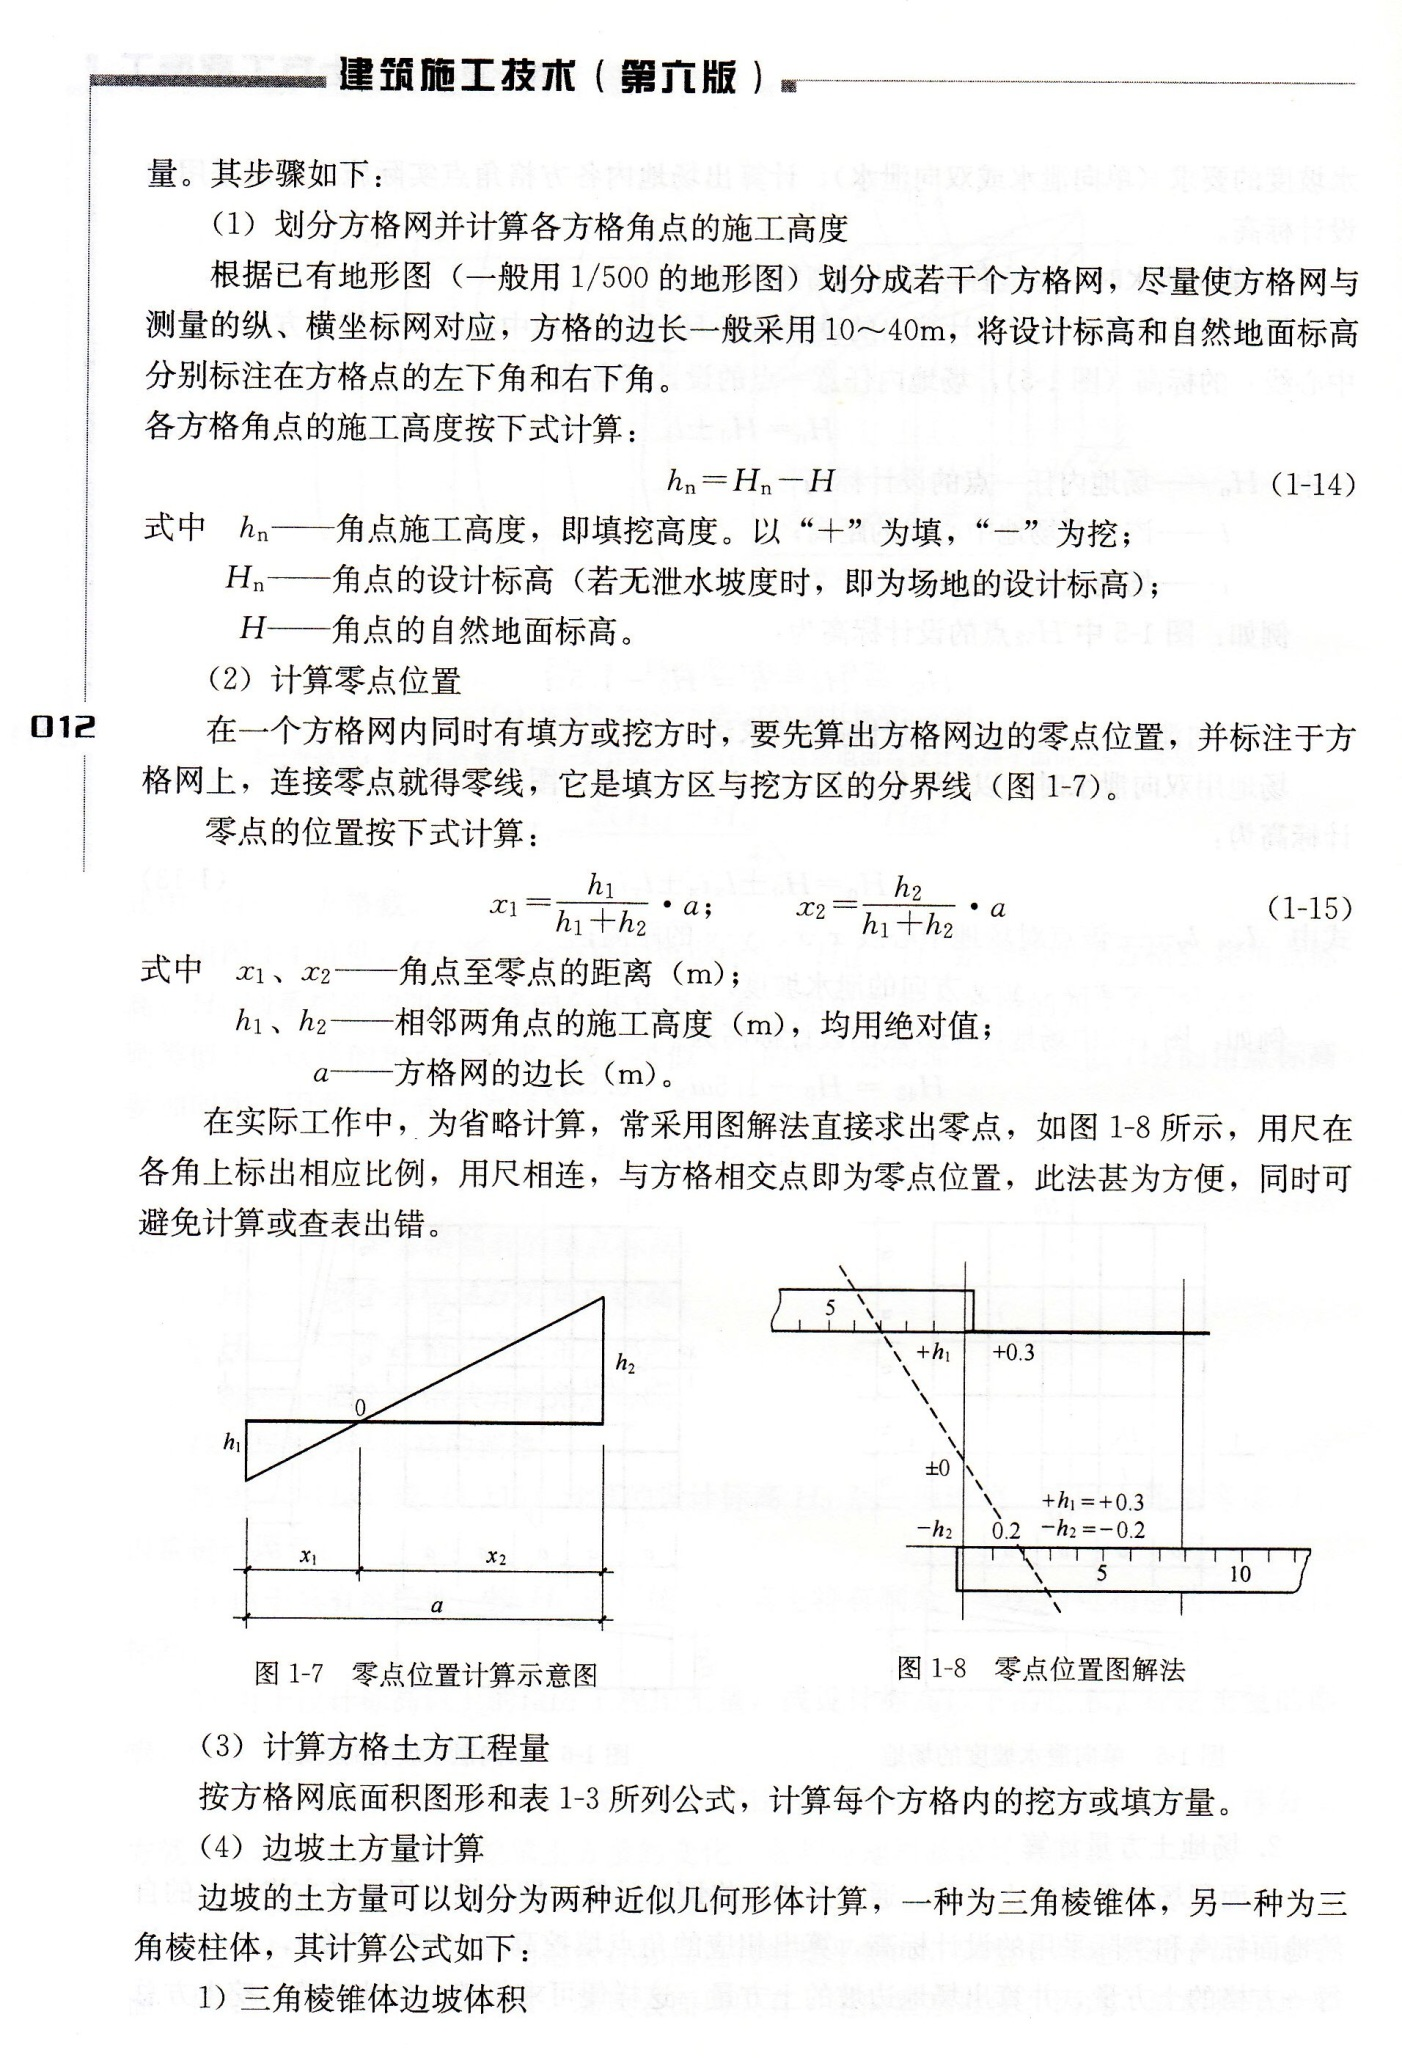 建筑施工技术（第六版）
量。其步骤如下：
（1）划分方格网并计算各方格角点的施工高度
根据已有地形图（一般用 1/500 的地形图）划分成若干个方格网，尽量使方格网与
测量的纵、横坐标网对应，方格的边长一般采用 10～40m，将设计标高和自然地面标高
分别标注在方格点的左下角和右下角。
各方格角点的施工高度按下式计算：
hn＝Hn－H (1-14)
式中 hn——角点施工高度，即填挖高度。以“＋”为填，“－”为挖；
Hn——角点的设计标高（若无泄水坡度时，即为场地的设计标高）；
H——角点的自然地面标高。
（2）计算零点位置
012
在一个方格网内同时有填方或挖方时，要先算出方格网边的零点位置，并标注于方
格网上，连接零点就得零线，它是填方区与挖方区的分界线（图 1-7）。
零点的位置按下式计算：
x1＝h1/(h1＋h2)・a； x2＝h2/(h1＋h2)・a (1-15)
式中 x1、x2——角点至零点的距离（m）；
h1、h2——相邻两角点的施工高度（m），均用绝对值；
a——方格网的边长（m）。
在实际工作中，为省略计算，常采用图解法直接求出零点，如图 1-8 所示，用尺在
各角上标出相应比例，用尺相连，与方格相交点即为零点位置，此法甚为方便，同时可
避免计算或查表出错。
h2
0
h1
x1 x2
a
图 1-7 零点位置计算示意图
5
+h1 +0.3
±0
+h1=+0.3
-h2 0.2 -h2=-0.2
5 10
图 1-8 零点位置图解法
（3）计算方格土方工程量
按方格网底面积图形和表 1-3 所列公式，计算每个方格内的挖方或填方量。
（4）边坡土方量计算
边坡的土方量可以划分为两种近似几何形体计算，一种为三角棱锥体，另一种为三
角棱柱体，其计算公式如下：
1）三角棱锥体边坡体积